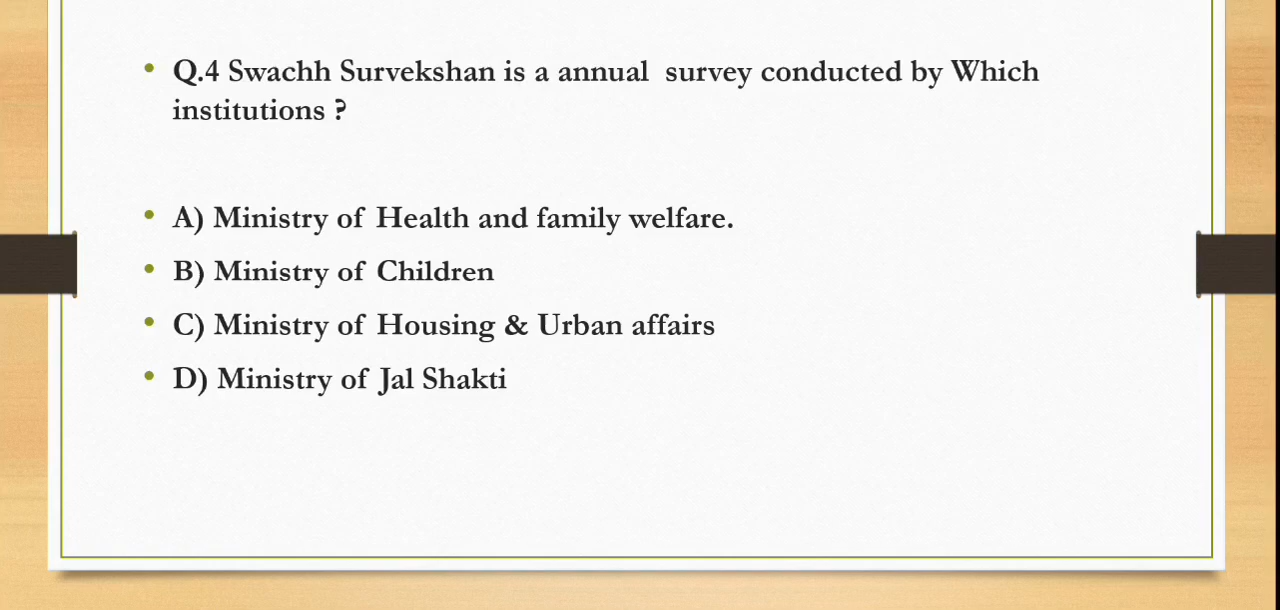 • Q.4 Swachh Survekshan is a annual  survey conducted by Which
institutions ?
• A) Ministry of Health and family welfare.
• B) Ministry of Children
• C) Ministry of Housing & Urban affairs
• D) Ministry of Jal Shakti